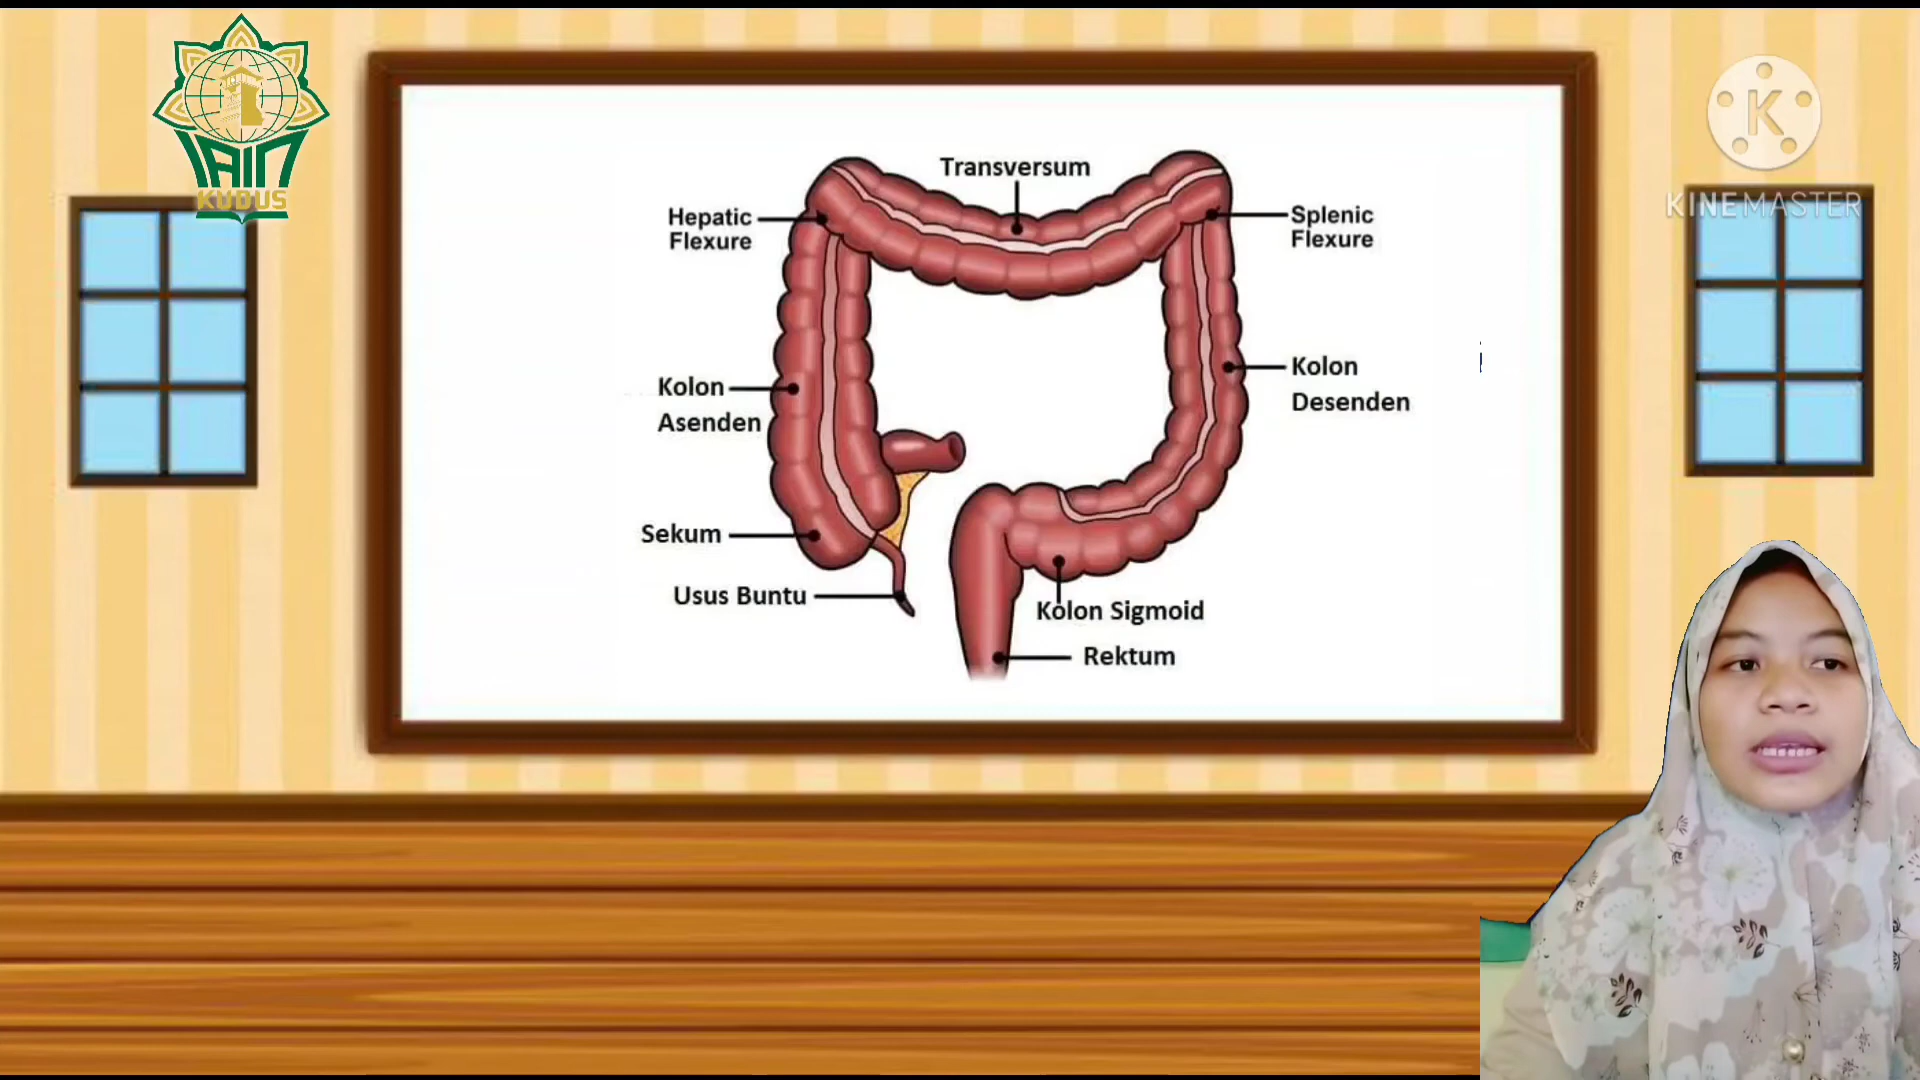 IAIN
KUDUS
K
KINEMASTER
Transversum
Hepatic
Flexure
Splenic
Flexure
Kolon
Asenden
Kolon
Desenden
Sekum
Usus Buntu
Kolon Sigmoid
Rektum